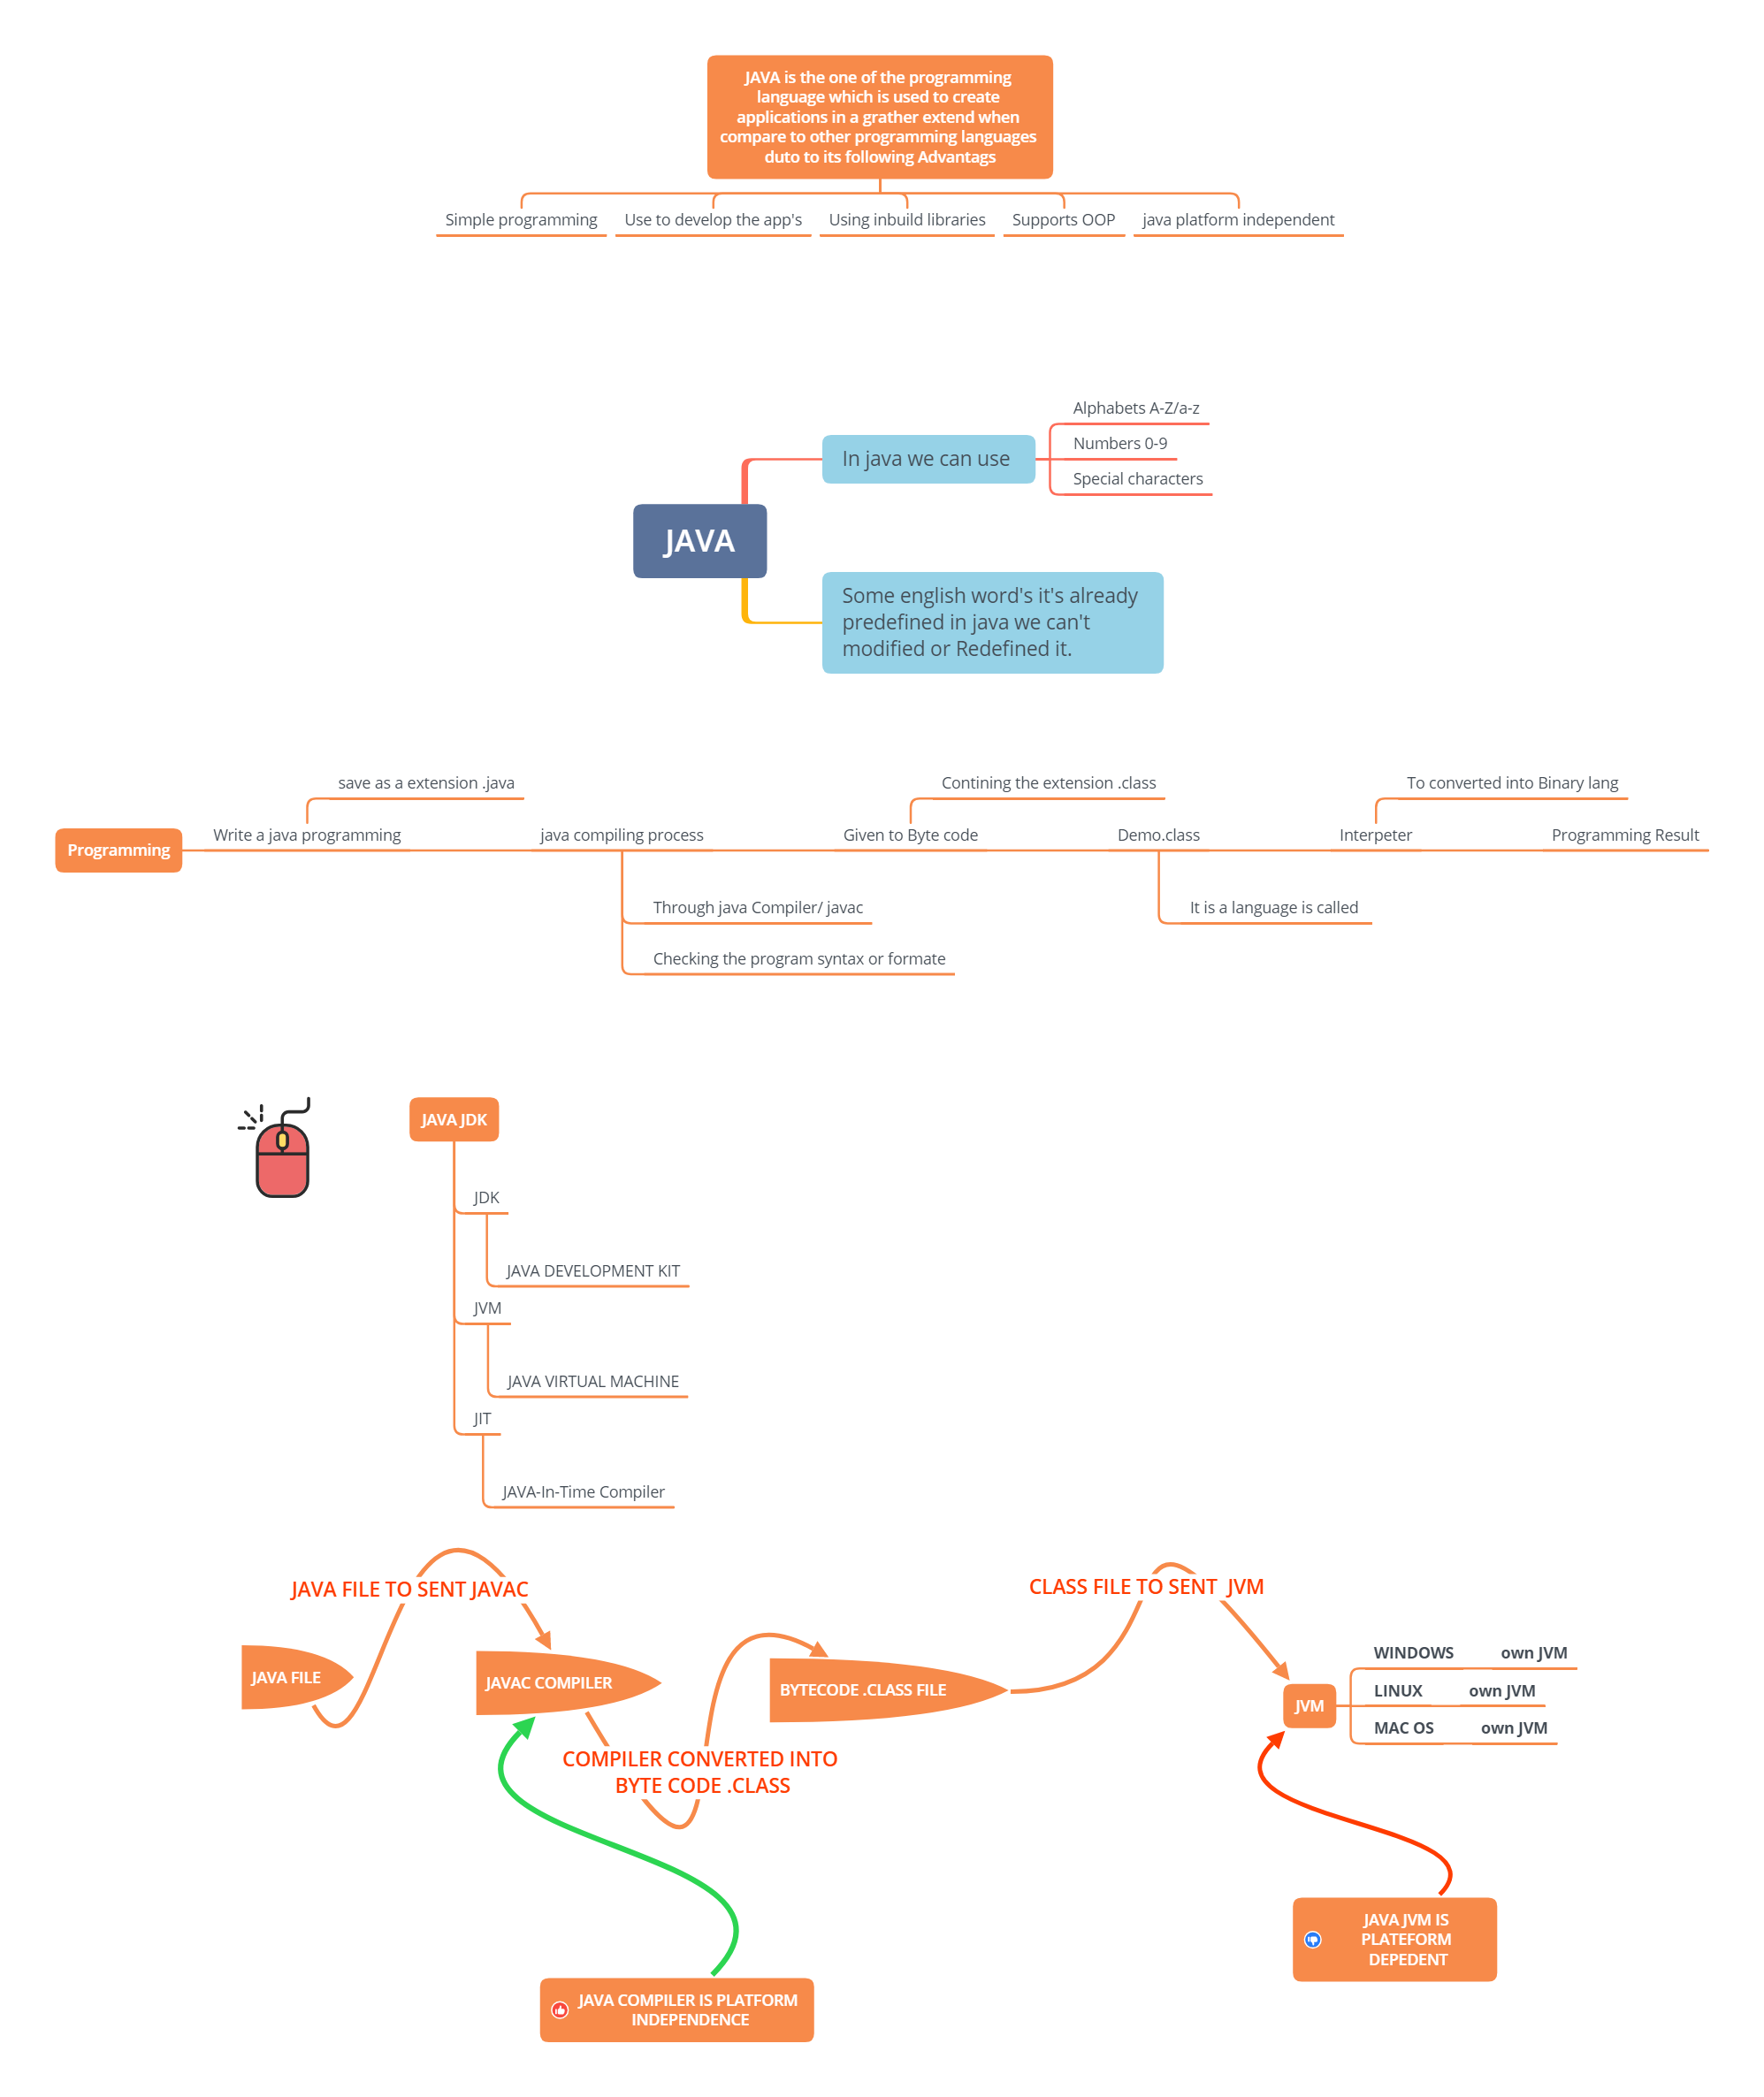 JAVA is the one of the programming
language which is used to create
applications in a grather extend when
compare to other programming languages
duto to its following Advantags
Simple programming
Use to develop the app's
Using inbuild libraries
Supports OOP
java platform independent
Alphabets A-Z/a-z
In java we can use
Numbers 0-9
Special characters
JAVA
Some english word's it's already
predefined in java we can't
modified or Redefined it.
save as a extension .java
Contining the extension .class
To converted into Binary lang
Programming
Write a java programming
java compiling process
Given to Byte code
Demo.class
Interpeter
Programming Result
Through java Compiler/ javac
It is a language is called
Checking the program syntax or formate
JAVA JDK
JDK
JAVA DEVELOPMENT KIT
JVM
JAVA VIRTUAL MACHINE
JIT
JAVA-In-Time Compiler
JAVA FILE TO SENT JAVAC
CLASS FILE TO SENT JVM
JAVA FILE
JAVAC COMPILER
BYTECODE .CLASS FILE
JVM
WINDOWS
own JVM
LINUX
own JVM
MAC OS
own JVM
COMPILER CONVERTED INTO
BYTE CODE .CLASS
JAVA JVM IS
PLATEFORM
DEPEDENT
JAVA COMPILER IS PLATFORM
INDEPENDENCE